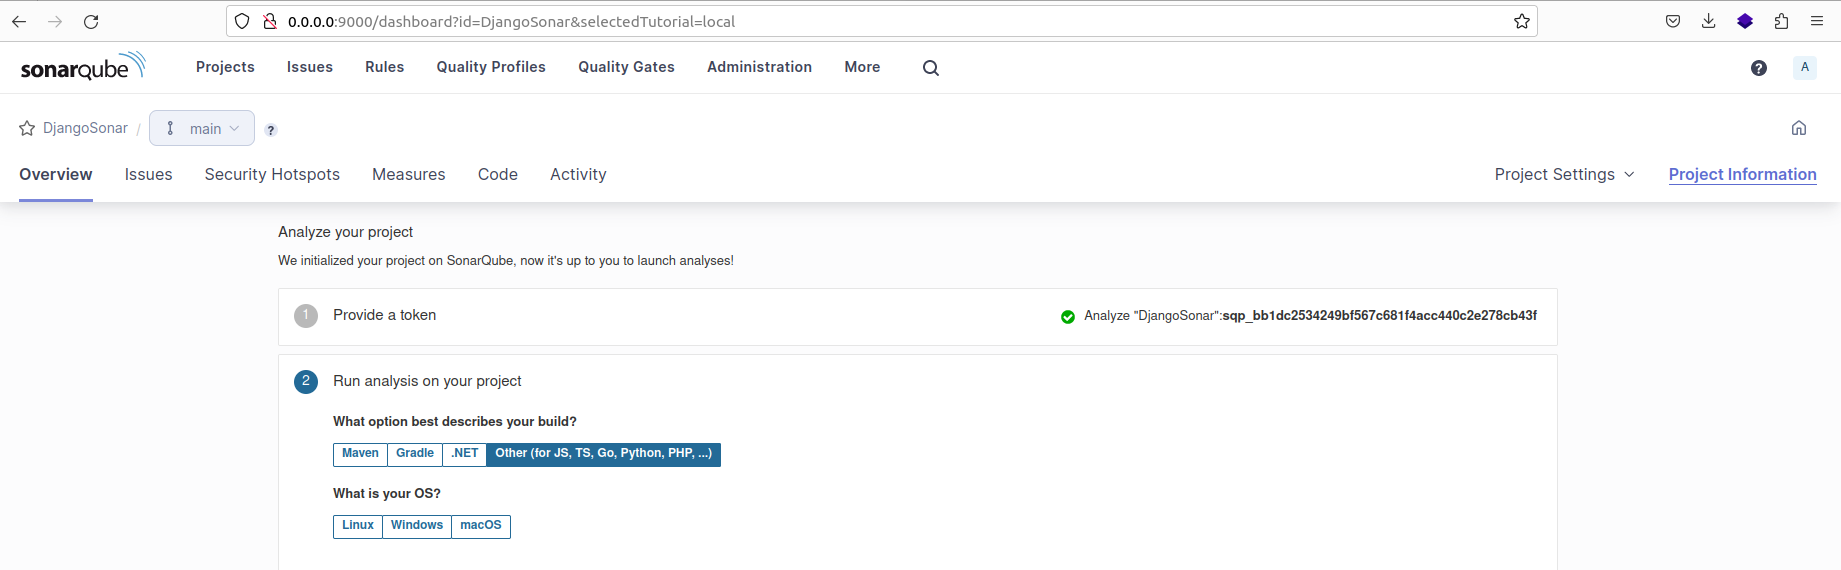 0.0.0.0:9000/dashboard?id=DjangoSonar&selectedTutorial=local
sonarqube Projects Issues Rules Quality Profiles Quality Gates Administration More ? A
DjangoSonar / main ?
Overview Issues Security Hotspots Measures Code Activity Project Settings Project Information
Analyze your project
We initialized your project on SonarQube, now it's up to you to launch analyses!
1 Provide a token Analyze "DjangoSonar":sqp_bb1dc2534249bf567c681f4acc440c2e278cb43f
2 Run analysis on your project
What option best describes your build?
Maven Gradle .NET Other (for JS, TS, Go, Python, PHP, ...)
What is your OS?
Linux Windows macOS